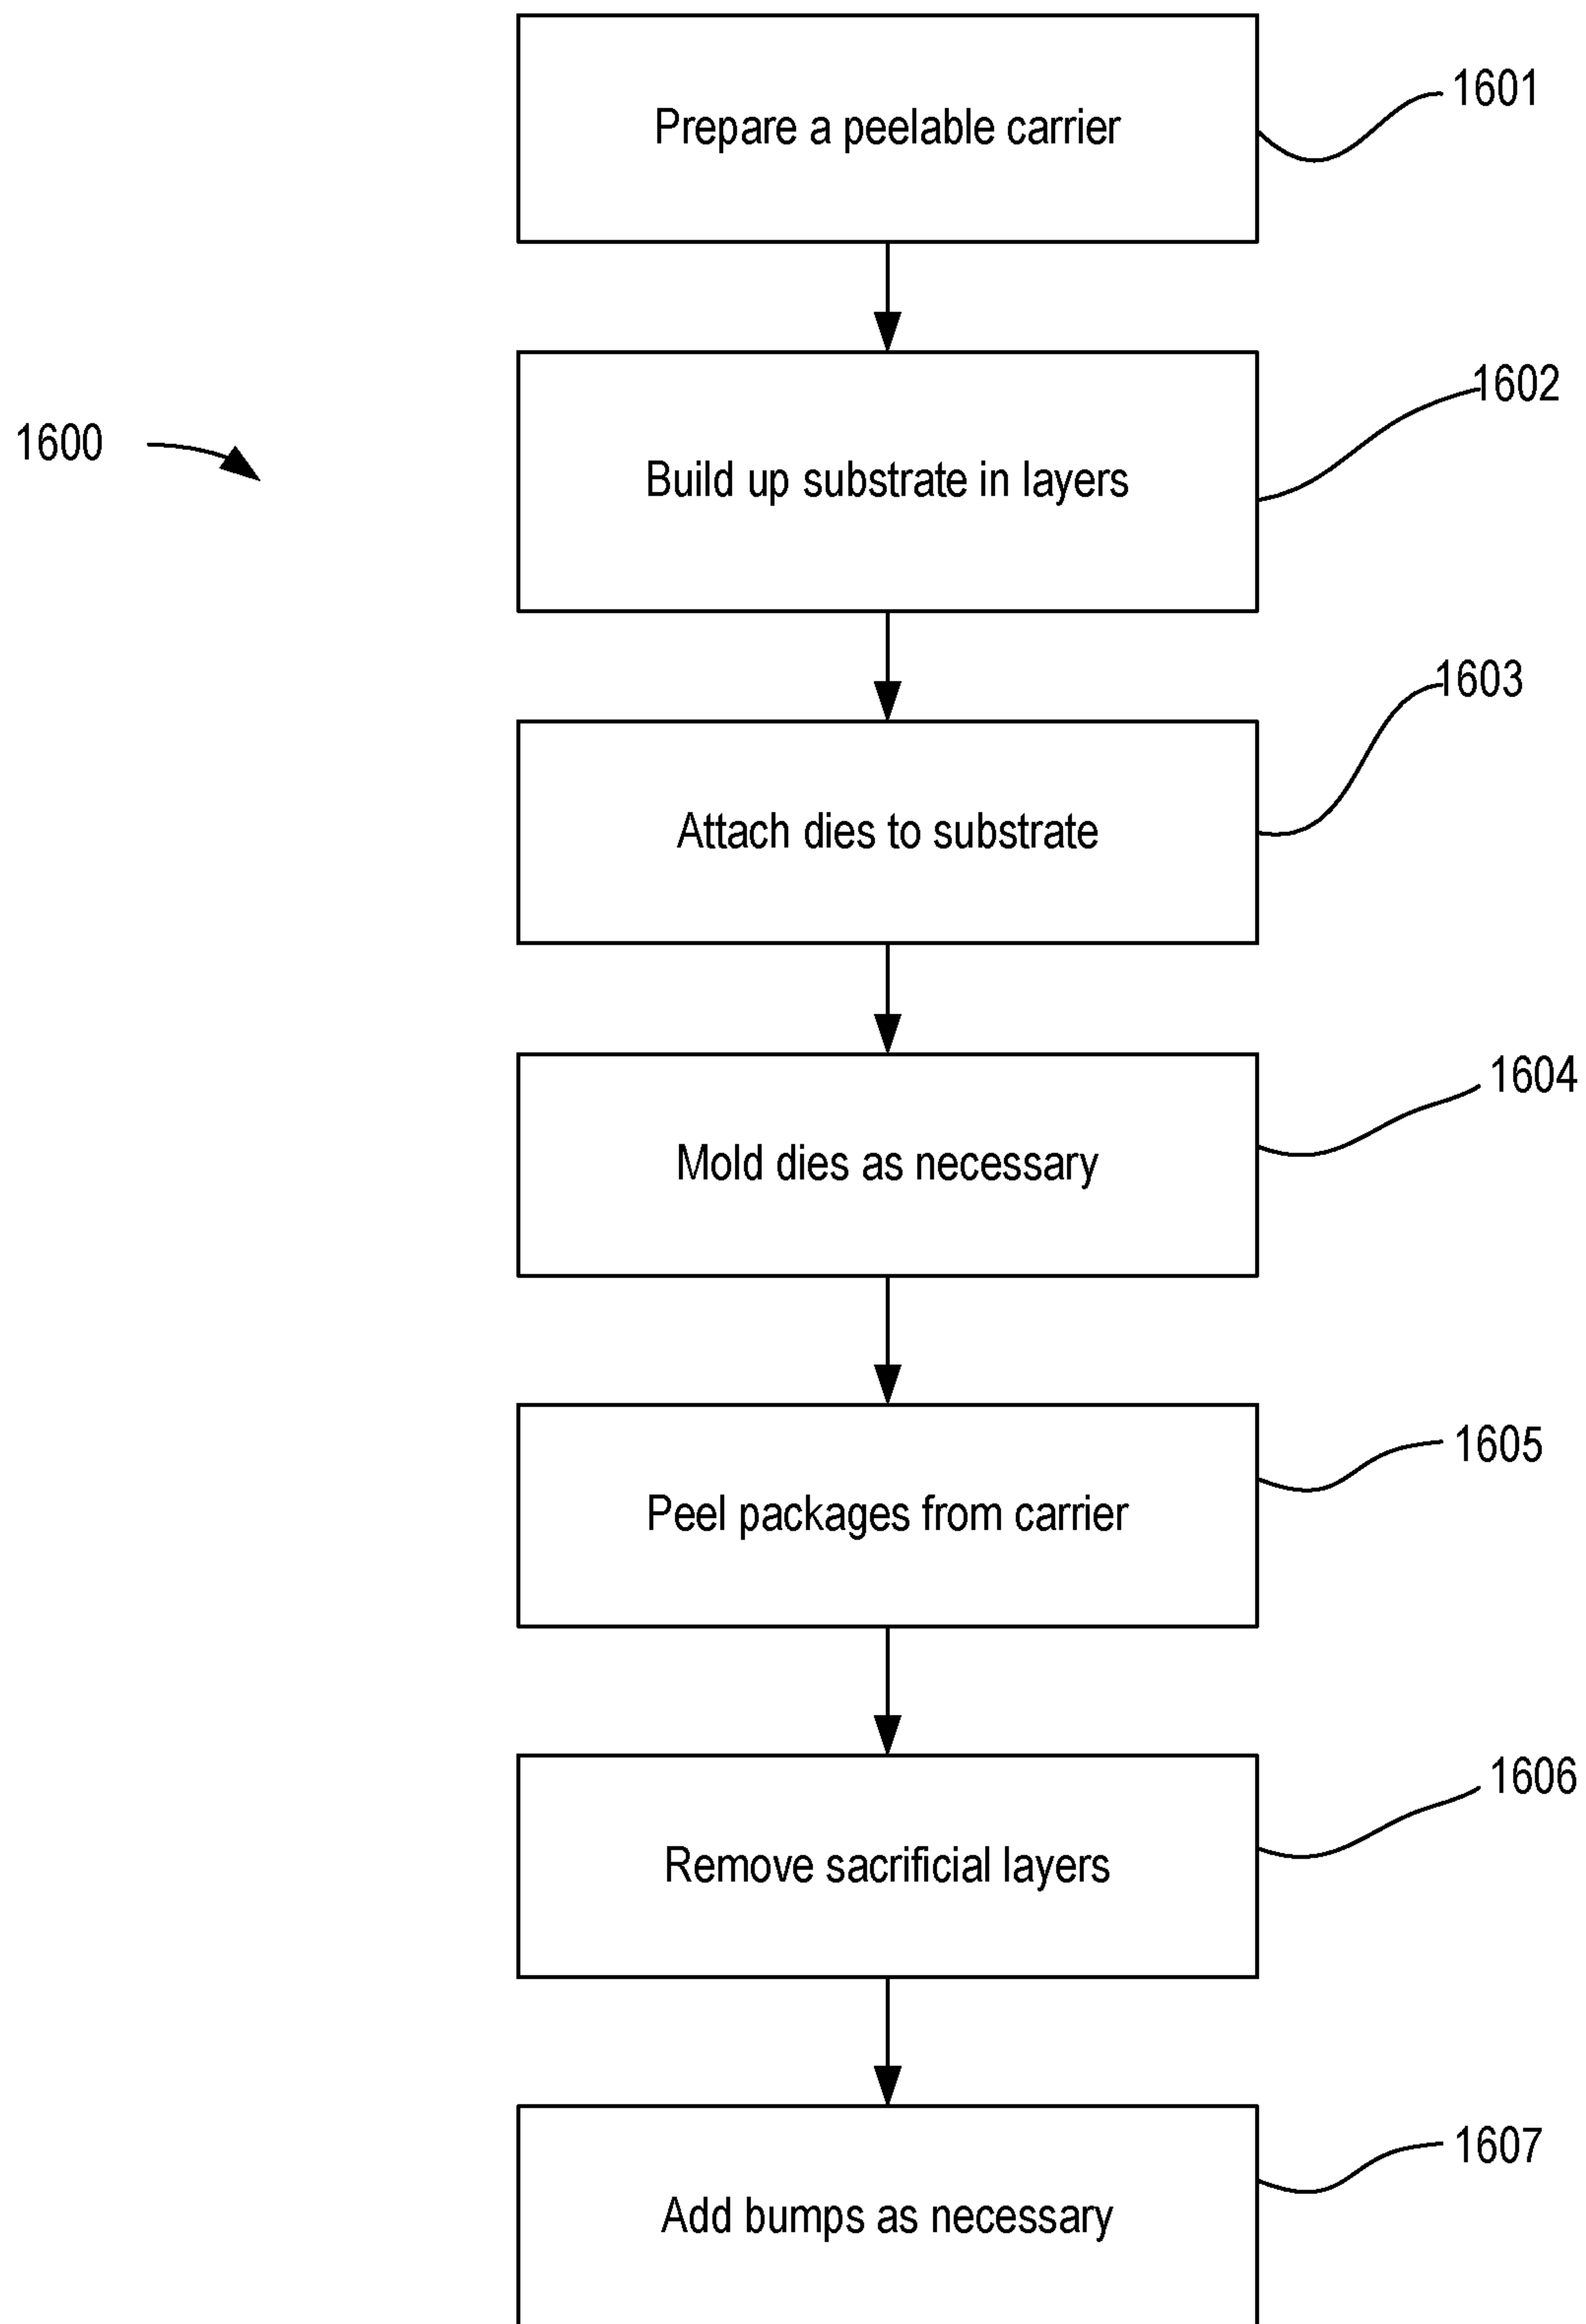 Prepare a peelable carrier
1601
1602
1600
Build up substrate in layers
1603
Attach dies to substrate
1604
Mold dies as necessary
1605
Peel packages from carrier
1606
Remove sacrificial layers
1607
Add bumps as necessary